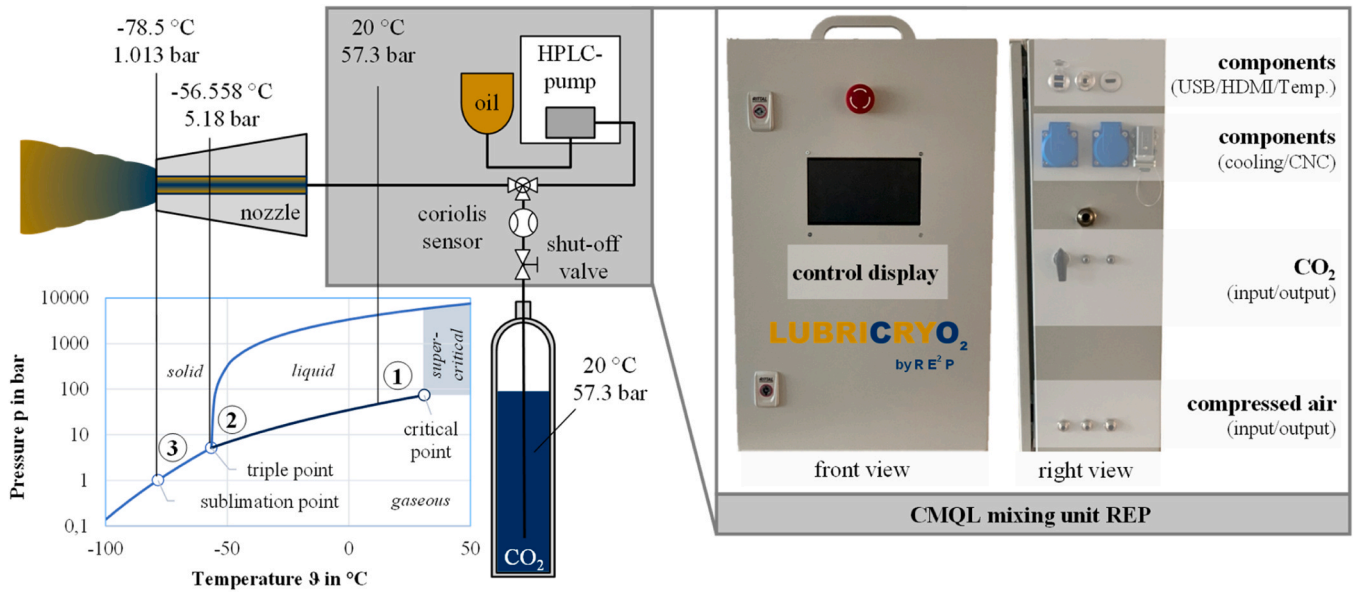 -78.5 °C
1.013 bar
-56.558 °C
5.18 bar
20 °C
57.3 bar
HPLC-
pump
oil
nozzle
coriolis
sensor
shut-off
valve
Pressure p in bar
10000
1000
100
10
1
0,1
-100
-50
0
50
Temperature ϑ in °C
solid
liquid
super-
critical
gaseous
1
2
3
critical
point
triple point
sublimation point
20 °C
57.3 bar
CO2
control display
LUBRICRYO2
by RE2P
front view
right view
components
(USB/HDMI/Temp.)
components
(cooling/CNC)
CO2
(input/output)
compressed air
(input/output)
CMQL mixing unit REP